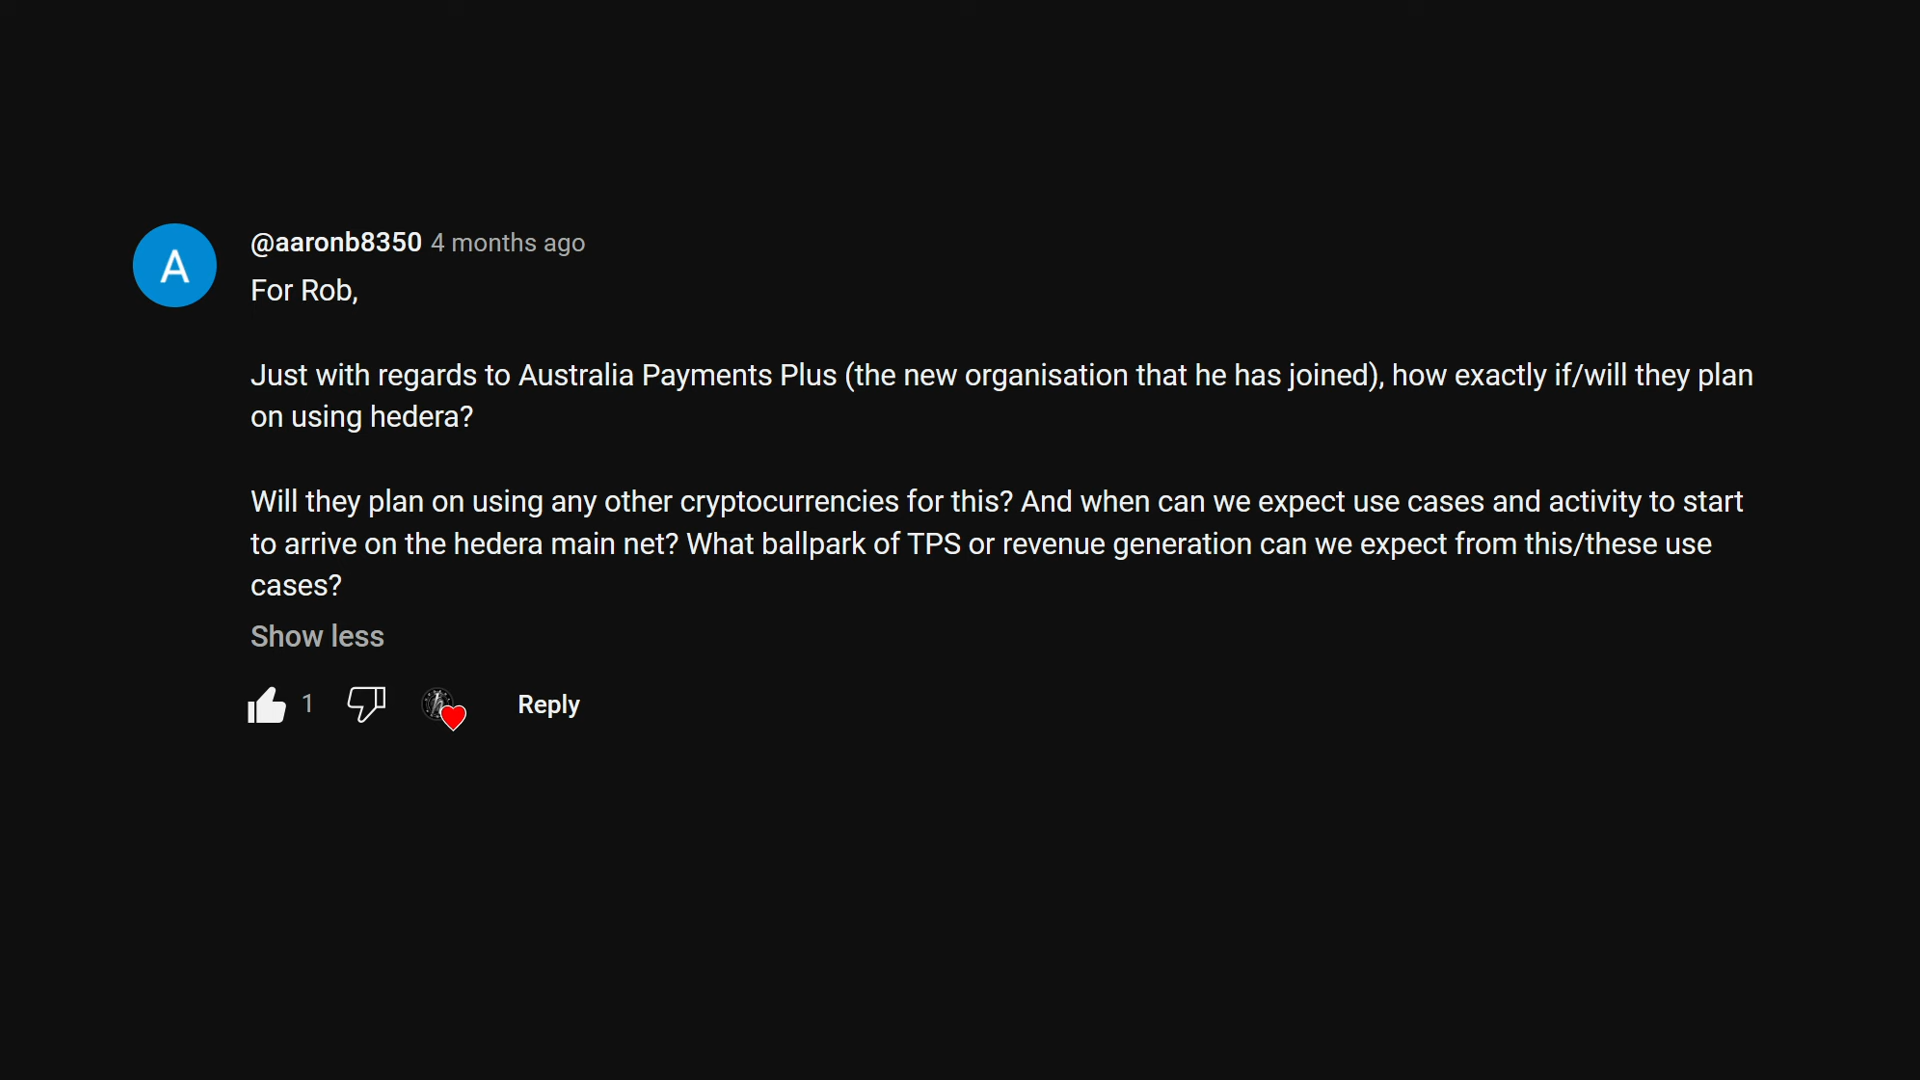 A
@aaronb8350 4 months ago
For Rob,
Just with regards to Australia Payments Plus (the new organisation that he has joined), how exactly if/will they plan
on using hedera?
Will they plan on using any other cryptocurrencies for this? And when can we expect use cases and activity to start
to arrive on the hedera main net? What ballpark of TPS or revenue generation can we expect from this/these use
cases?
Show less
1 Reply